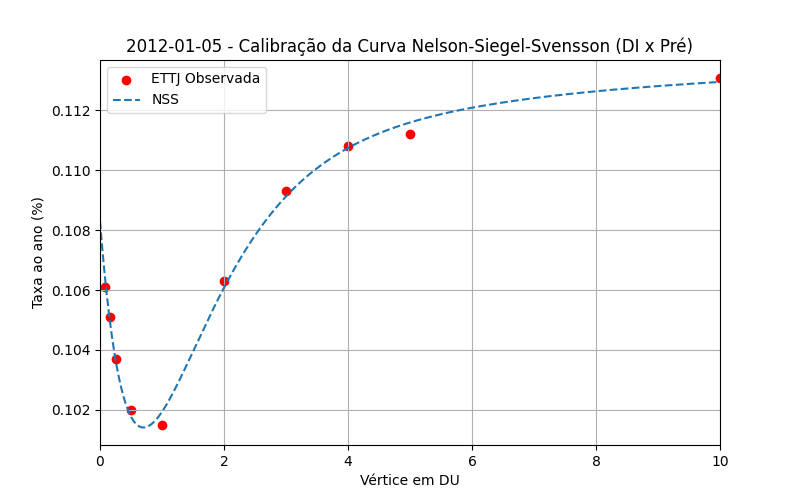 2012-01-05 - Calibração da Curva Nelson-Siegel-Svensson (DI x Pré)
ETTJ Observada
NSS
Taxa ao ano (%)
0.112
0.110
0.108
0.106
0.104
0.102
0 2 4 6 8 10
Vértice em DU